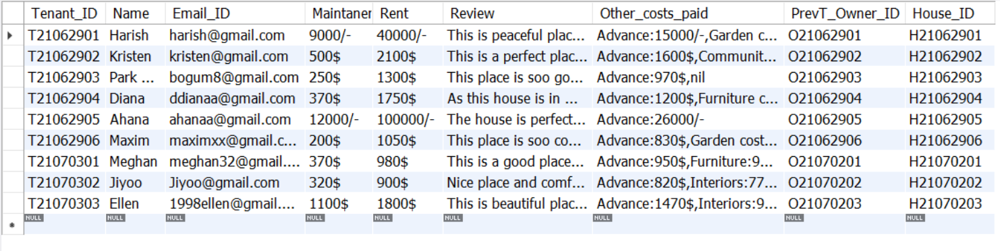 Tenant_ID Name Email_ID Maintaner Rent Review Other_costs_paid PrevT_Owner_ID House_ID
T21062901 Harish harish@gmail.com 9000/- 40000/- This is peaceful plac... Advance:15000/-,Garden c... O21062901 H21062901
T21062902 Kristen kristen@gmail.com 500$ 2100$ This is a perfect plac... Advance:1600$,Communit... O21062902 H21062902
T21062903 Park ... bogum8@gmail.com 250$ 1300$ This place is soo go... Advance:970$,nil O21062903 H21062903
T21062904 Diana ddianaa@gmail.com 370$ 1750$ As this house is in ... Advance:1200$,Furniture c... O21062904 H21062904
T21062905 Ahana ahanaa@gmail.com 12000/- 100000/- The house is perfect... Advance:26000/- O21062905 H21062905
T21062906 Maxim maximxx@gmail.c... 200$ 1050$ This place is soo co... Advance:830$,Garden cost... O21062906 H21062906
T21070301 Meghan meghan32@gmail.... 370$ 980$ This is a good place... Advance:950$,Furniture:9... O21070201 H21070201
T21070302 Jiyoo Jiyoo@gmail.com 320$ 900$ Nice place and comf... Advance:820$,Interiors:77... O21070202 H21070202
T21070303 Ellen 1998ellen@gmail.... 1100$ 1800$ This is beautiful plac... Advance:1470$,Interiors:9... O21070203 H21070203
NULL NULL NULL NULL NULL NULL NULL NULL NULL